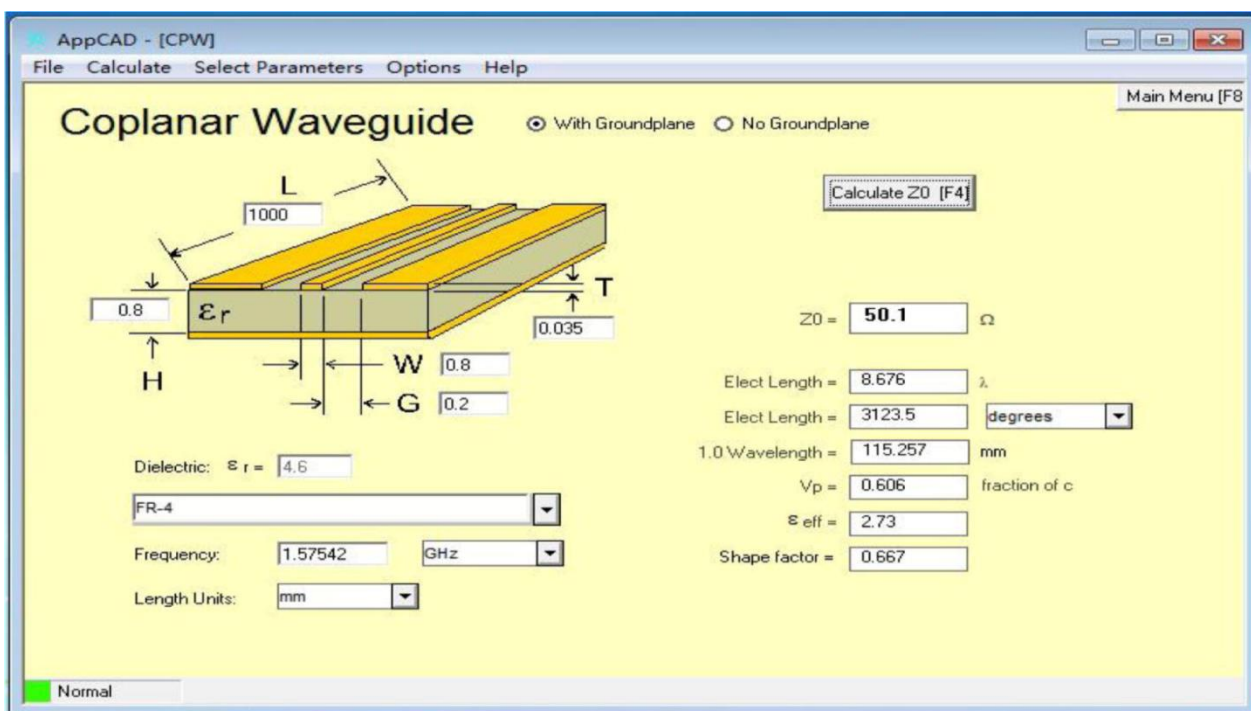 AppCAD - [CPW]
File Calculate Select Parameters Options Help
Main Menu [F8
Coplanar Waveguide With Groundplane No Groundplane
Calculate Z0 [F4]
L
1000
0.8
εr
T
0.035
H
W 0.8
G 0.2
Z0 = 50.1 Ω
Elect Length = 8.676 λ
Elect Length = 3123.5 degrees
1.0 Wavelength = 115.257 mm
Vp = 0.606 fraction of c
ε eff = 2.73
Shape factor = 0.667
Dielectric: ε r = 4.6
FR-4
Frequency: 1.57542 GHz
Length Units: mm
Normal